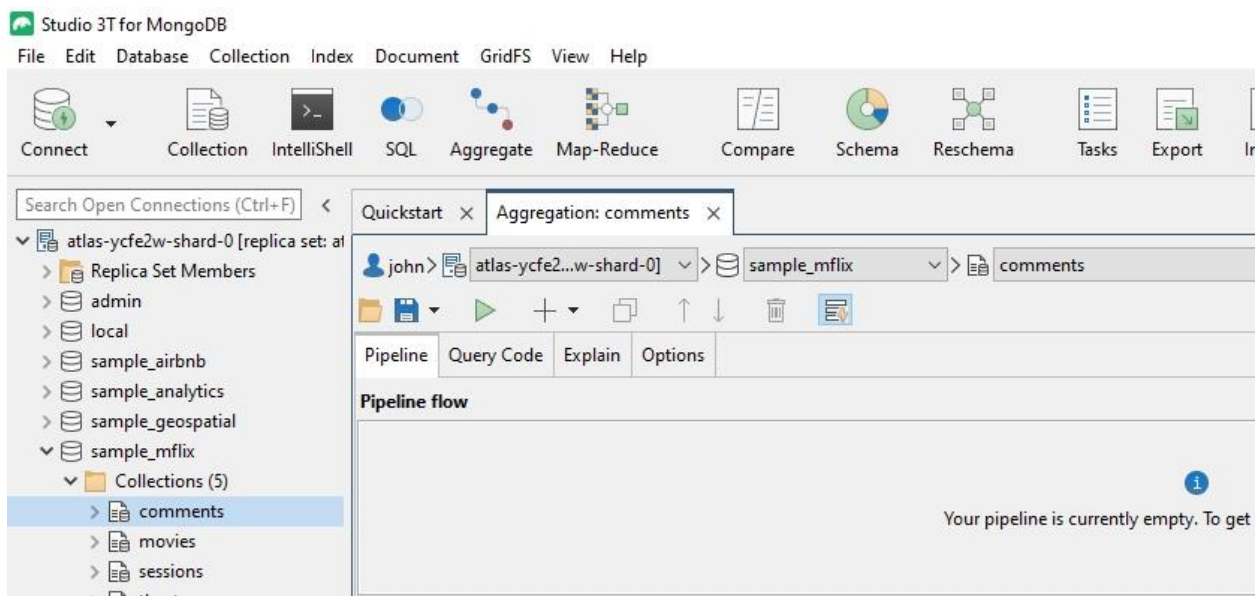 Studio 3T for MongoDB
File Edit Database Collection Index Document GridFS View Help
Connect Collection IntelliShell SQL Aggregate Map-Reduce Compare Schema Reschema Tasks Export
Search Open Connections (Ctrl+F)
atlas-ycfe2w-shard-0 [replica set: at
Replica Set Members
admin
local
sample_airbnb
sample_analytics
sample_geospatial
sample_mflix
Collections (5)
comments
movies
sessions
Quickstart Aggregation: comments
john atlas-ycfe2...w-shard-0] sample_mflix comments
Pipeline Query Code Explain Options
Pipeline flow
Your pipeline is currently empty. To get